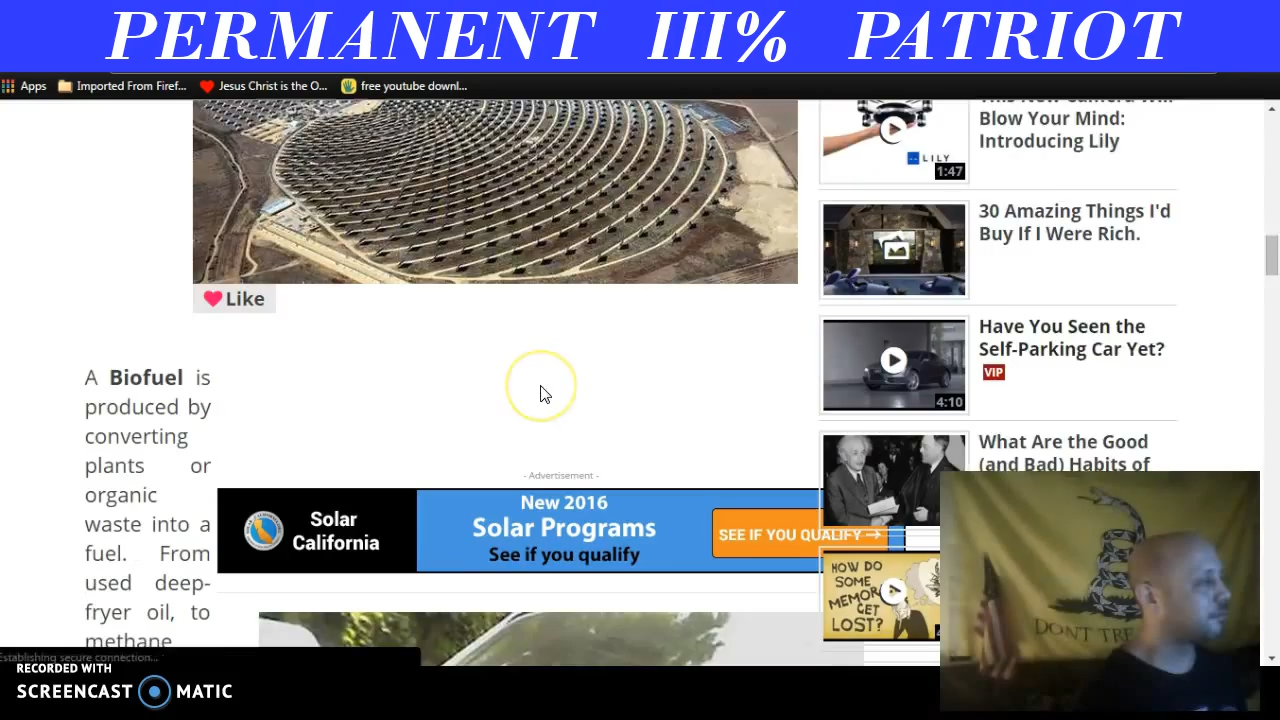 PERMANENT III% PATRIOT
Apps Imported From Firef... Jesus Christ is the O... free youtube downl...
Blow Your Mind:
Introducing Lily
LILY
1:47
30 Amazing Things I'd
Buy If I Were Rich.
Like
Have You Seen the
Self-Parking Car Yet?
VIP
4:10
A Biofuel is
produced by
converting
plants or
organic
waste into a
fuel. From
used deep-
fryer oil, to
methane
What Are the Good
(and Bad) Habits of
- Advertisement -
Solar
California
New 2016
Solar Programs
See if you qualify
SEE IF YOU QUALIFY →
HOW DO
SOME
MEMOR
GET
LOST?
DON'T TRE
Establishing secure connection...
RECORDED WITH
SCREENCAST MATIC